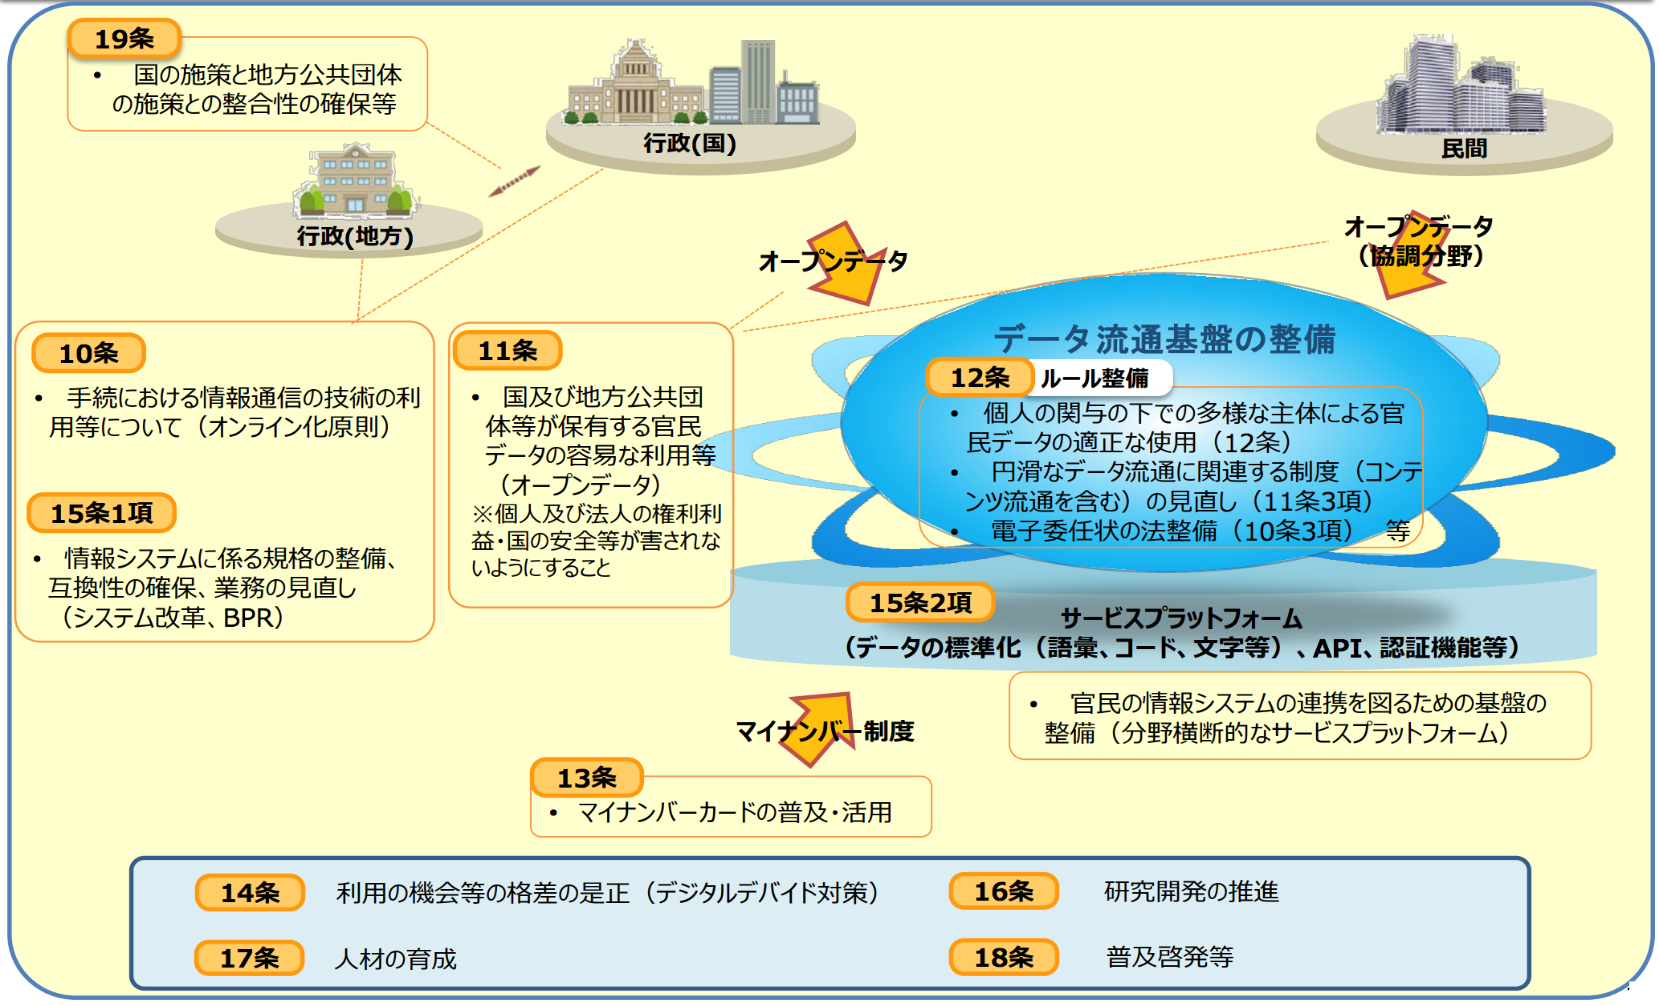 19条
• 国の施策と地方公共団体
の施策との整合性の確保等
行政(国)
民間
行政(地方)
オープンデータ
オープンデータ
（協調分野）
10条
• 手続における情報通信の技術の利
用等について（オンライン化原則）
15条1項
• 情報システムに係る規格の整備、
互換性の確保、業務の見直し
（システム改革、BPR）
11条
• 国及び地方公共団
体等が保有する官民
データの容易な利用等
（オープンデータ）
※個人及び法人の権利利
益・国の安全等が害されな
いようにすること
データ流通基盤の整備
12条 ルール整備
• 個人の関与の下での多様な主体による官
民データの適正な使用（12条）
• 円滑なデータ流通に関連する制度（コンテ
ンツ流通を含む）の見直し（11条3項）
• 電子委任状の法整備（10条3項） 等
15条2項
サービスプラットフォーム
（データの標準化（語彙、コード、文字等）、API、認証機能等）
• 官民の情報システムの連携を図るための基盤の
整備（分野横断的なサービスプラットフォーム）
マイナンバー制度
13条
• マイナンバーカードの普及・活用
14条 利用の機会等の格差の是正（デジタルデバイド対策）
16条 研究開発の推進
17条 人材の育成
18条 普及啓発等